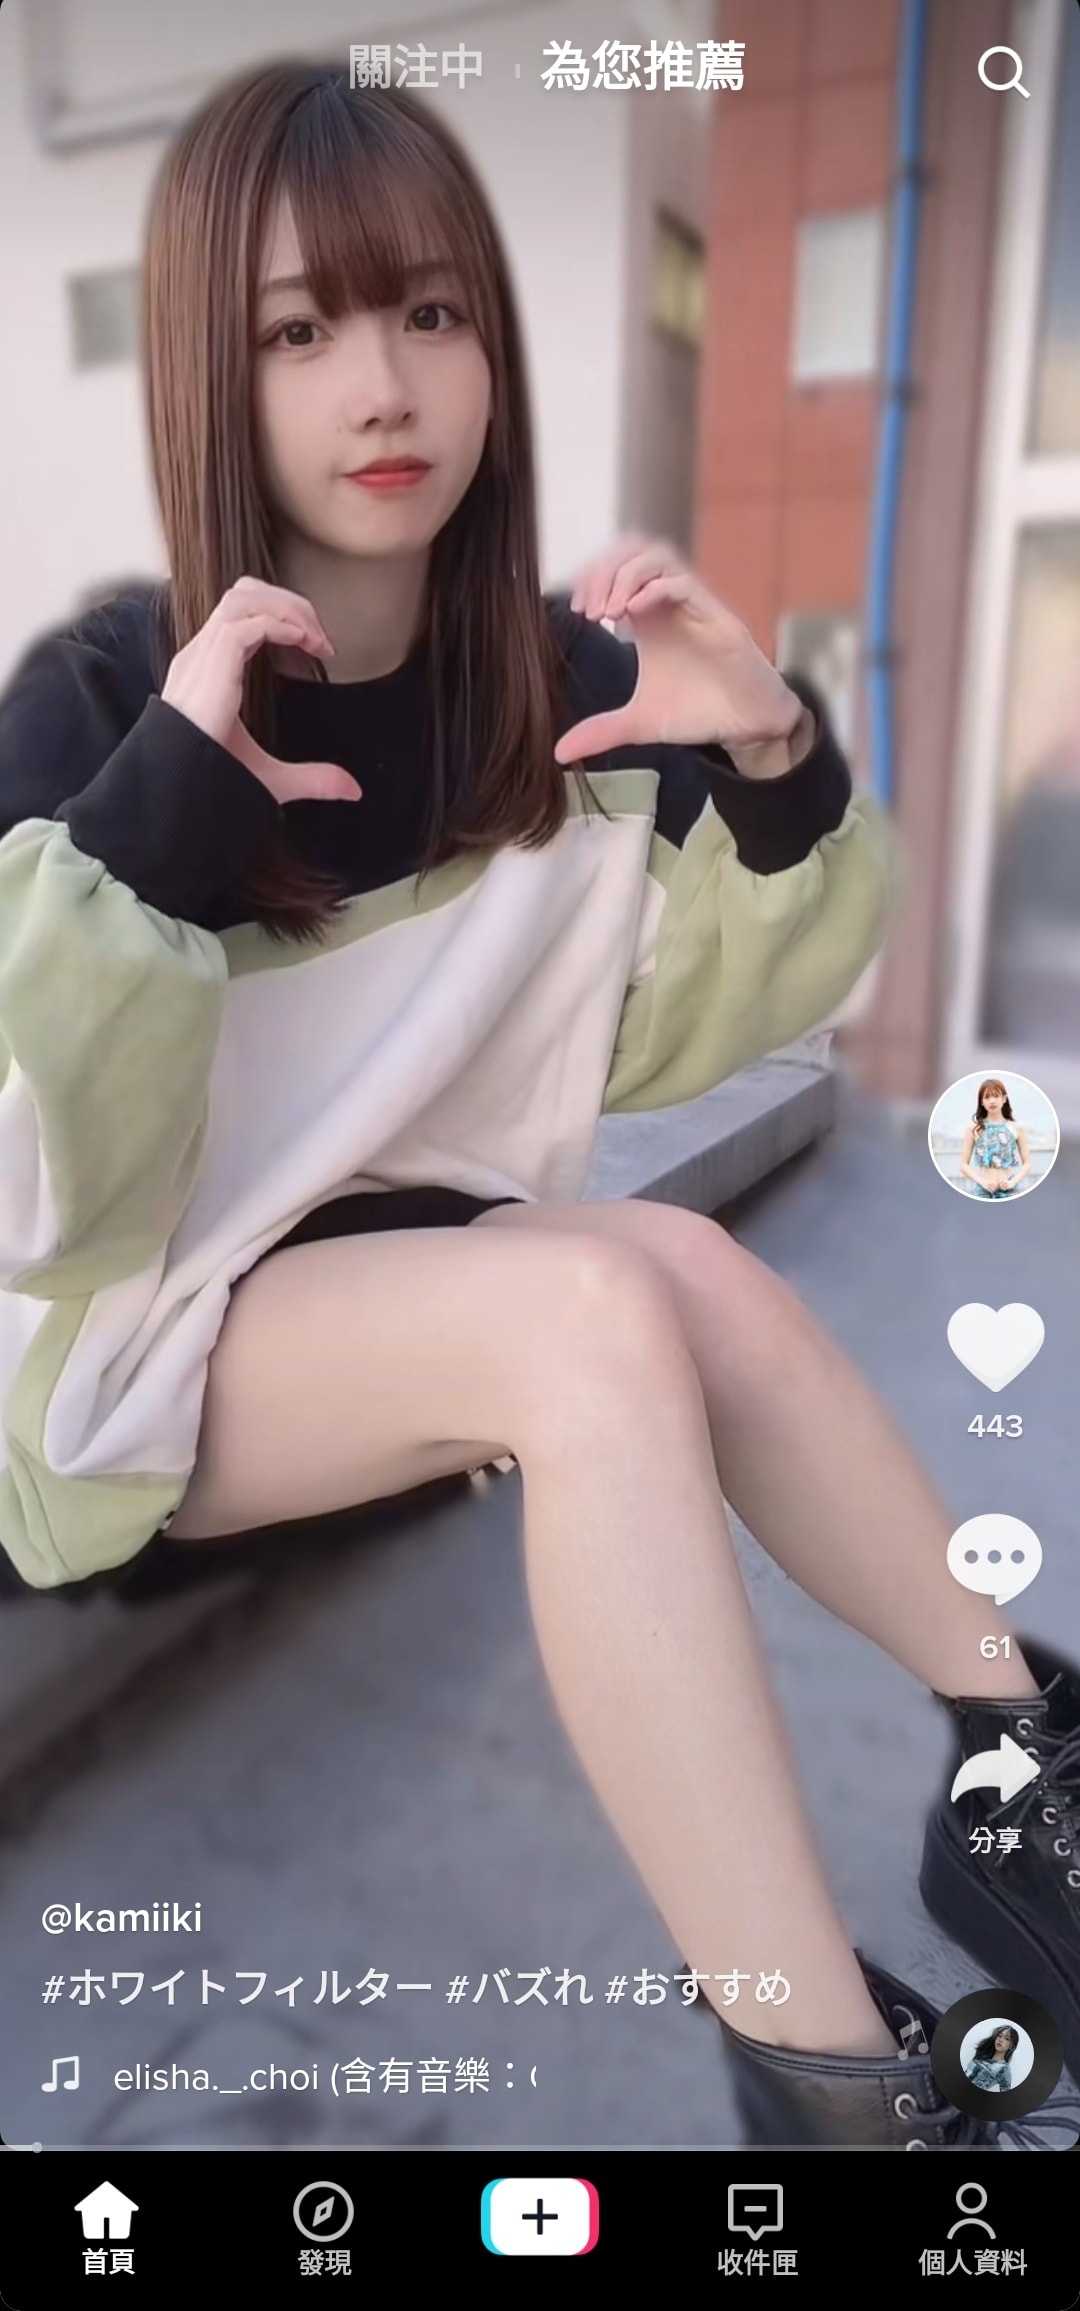 關注中 為您推薦
443
61
分享
@kamiiki
#ホワイトフィルター #バズれ #おすすめ
elisha._.choi (含有音樂：
首頁 發現 收件匣 個人資料